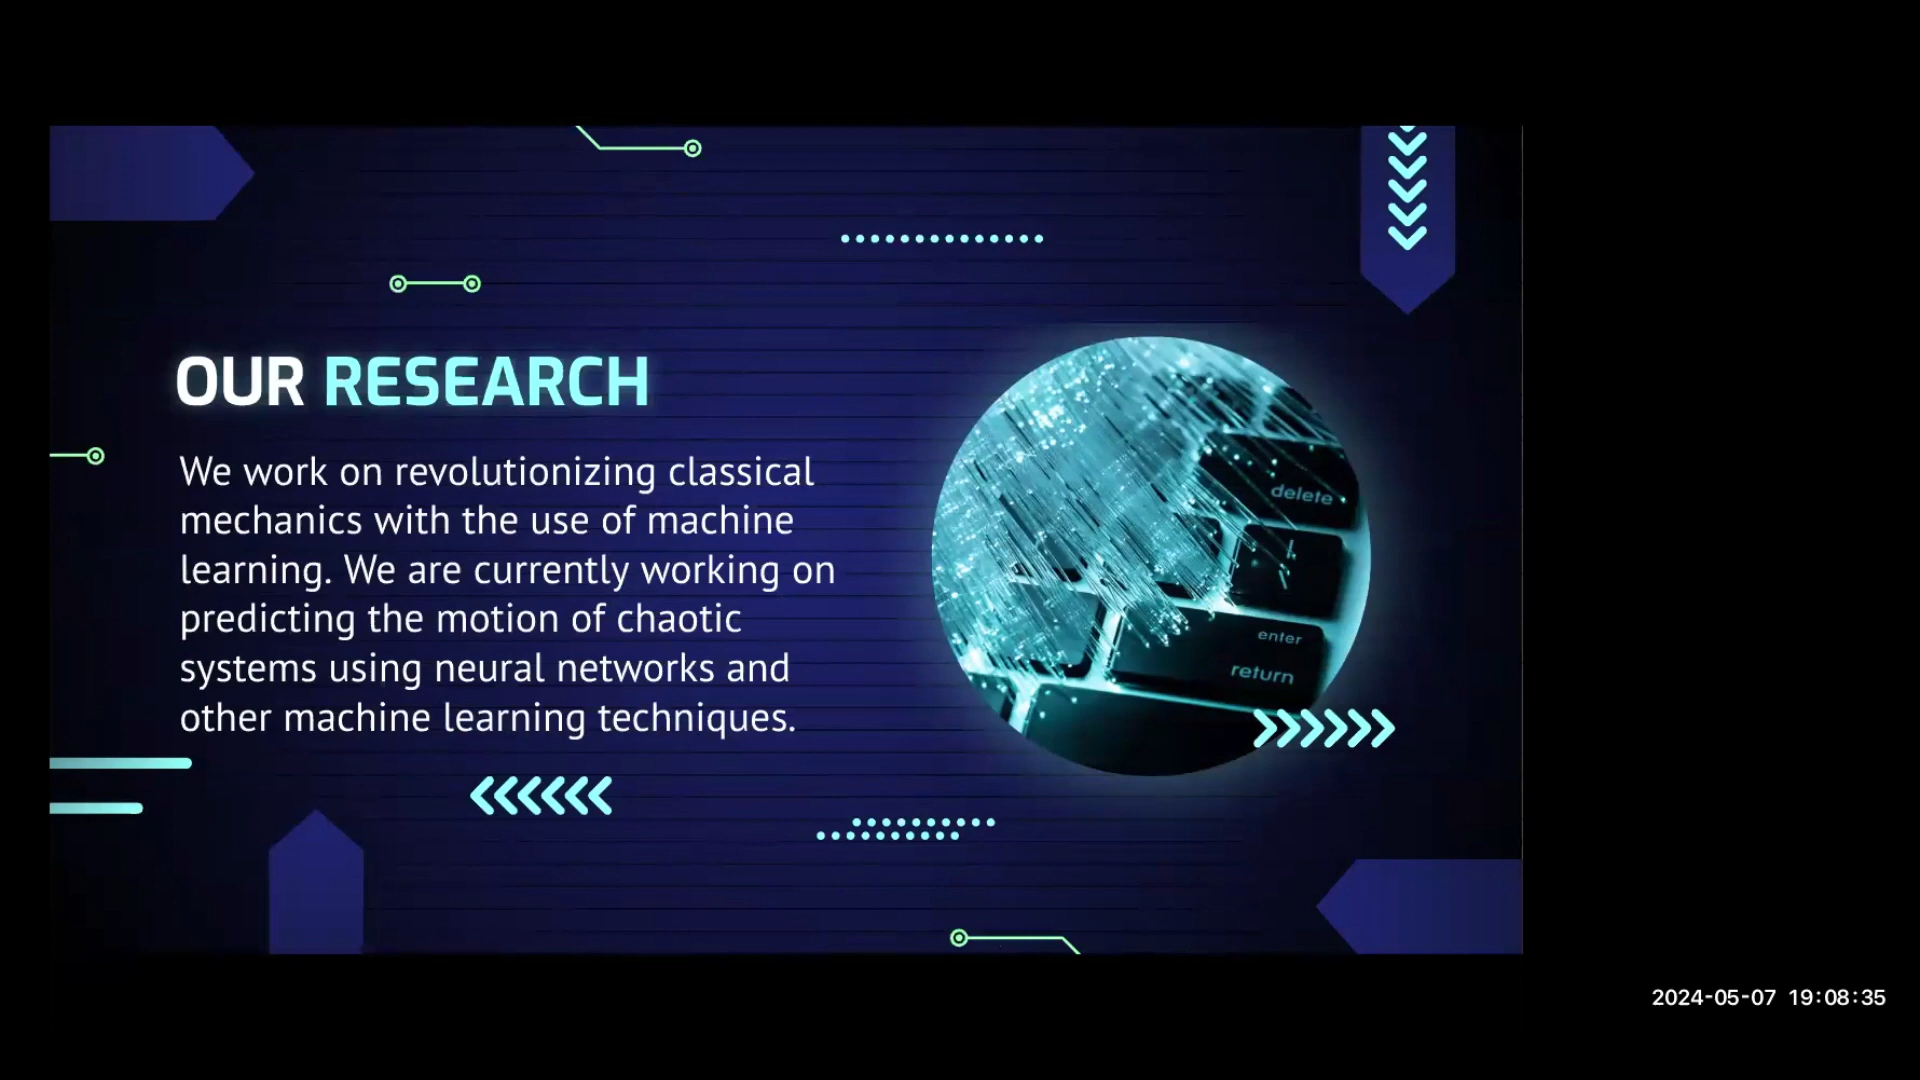 OUR RESEARCH
We work on revolutionizing classical
mechanics with the use of machine
learning. We are currently working on
predicting the motion of chaotic
systems using neural networks and
other machine learning techniques.
delete
enter
return
2024-05-07 19:08:35